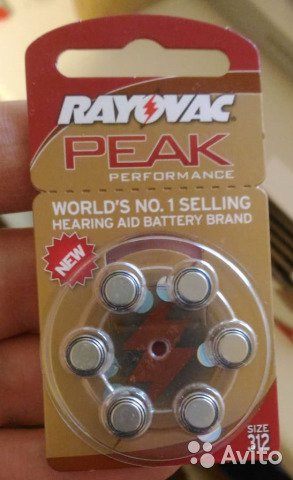 RAYOVAC
PEAK
PERFORMANCE
WORLD'S NO. 1 SELLING
HEARING AID BATTERY BRAND
NEW
SIZE
312
Avito